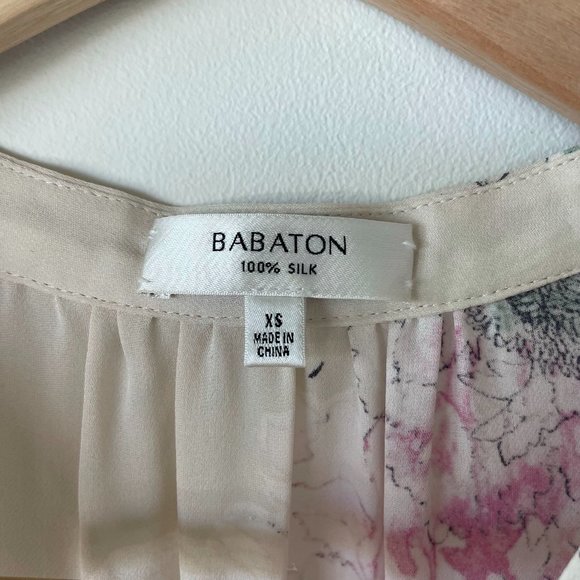 BABATON
100% SILK
XS
MADE IN
CHINA